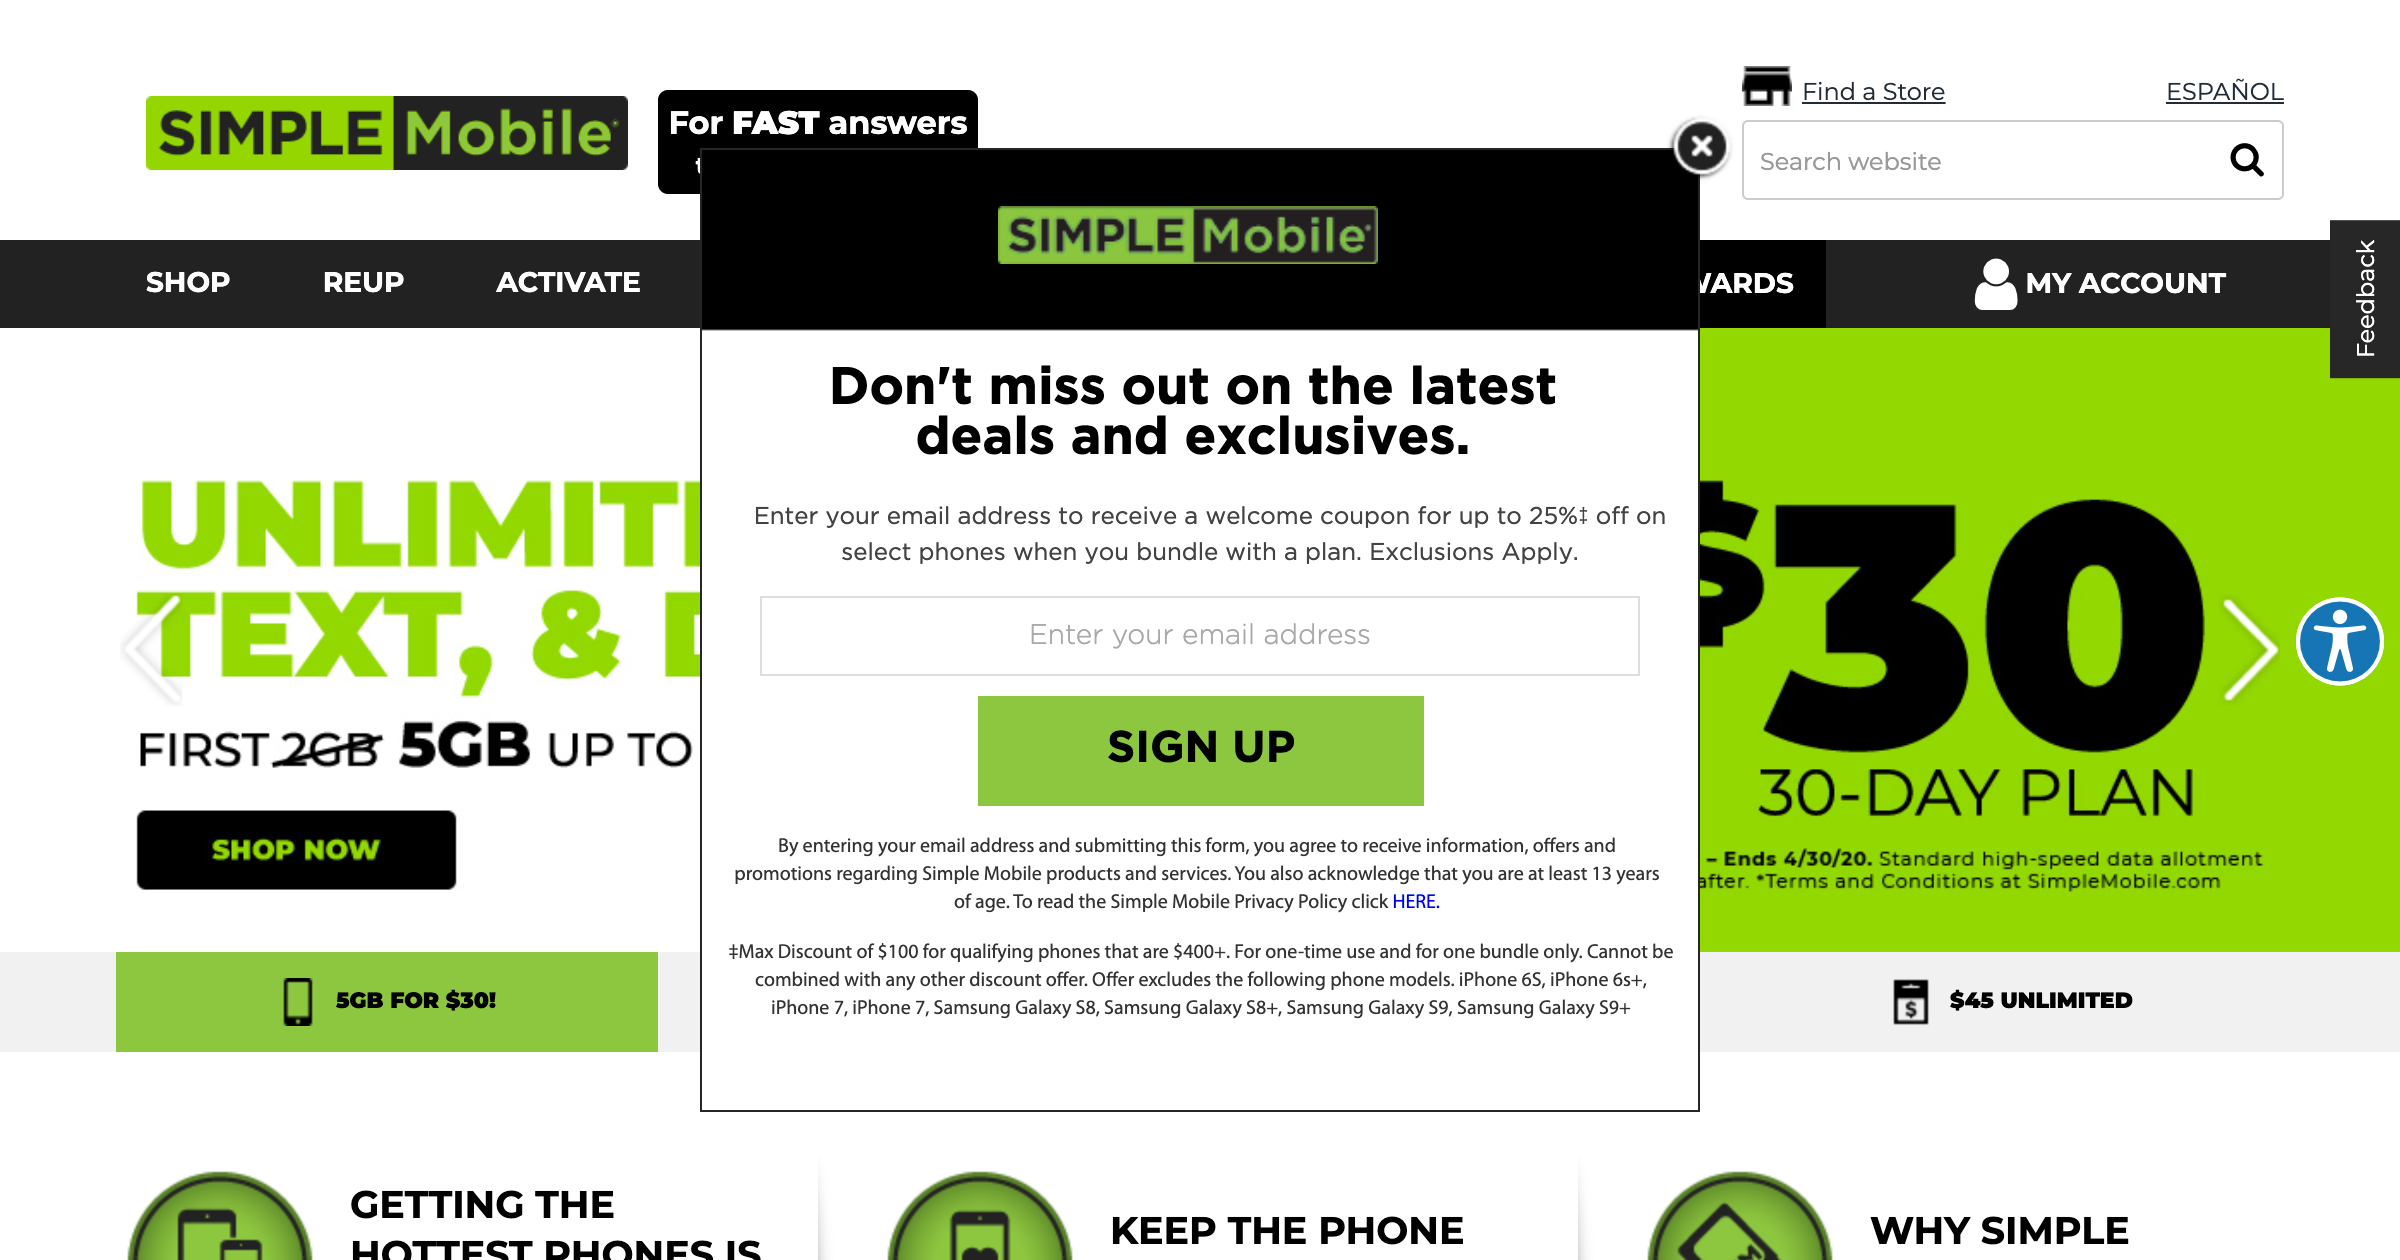 SIMPLE Mobile
For FAST answers
Find a Store
ESPAÑOL
Search website
SIMPLE Mobile
SHOP
REUP
ACTIVATE
MY ACCOUNT
Feedback
Don't miss out on the latest
deals and exclusives.
Enter your email address to receive a welcome coupon for up to 25%‡ off on
select phones when you bundle with a plan. Exclusions Apply.
Enter your email address
SIGN UP
By entering your email address and submitting this form, you agree to receive information, offers and
promotions regarding Simple Mobile products and services. You also acknowledge that you are at least 13 years
of age. To read the Simple Mobile Privacy Policy click HERE.
‡Max Discount of $100 for qualifying phones that are $400+. For one-time use and for one bundle only. Cannot be
combined with any other discount offer. Offer excludes the following phone models. iPhone 6S, iPhone 6s+,
iPhone 7, iPhone 7, Samsung Galaxy S8, Samsung Galaxy S8+, Samsung Galaxy S9, Samsung Galaxy S9+
TEXT, &
FIRST 2GB 5GB UP TO
SHOP NOW
$30
30-DAY PLAN
– Ends 4/30/20. Standard high-speed data allotment
after. *Terms and Conditions at SimpleMobile.com
5GB FOR $30!
$45 UNLIMITED
GETTING THE
HOTTEST PHONES IS
KEEP THE PHONE
WHY SIMPLE